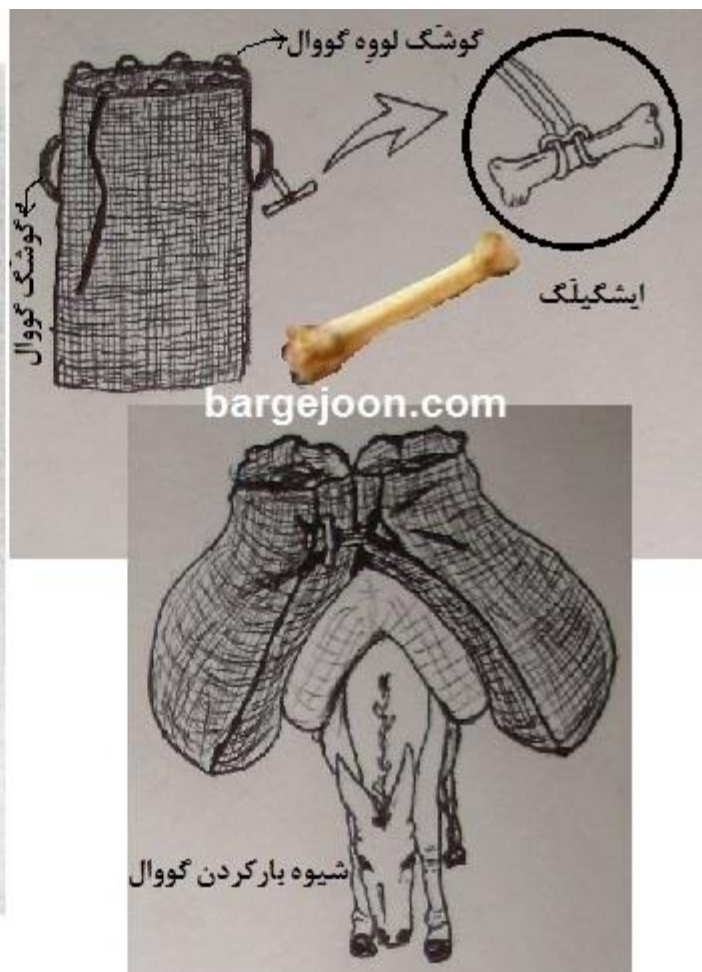 گوشَگ لووِه گووال
گوشَگ گووال
ایشگیلَگ
bargejoon.com
شیوه بارکردن گووال